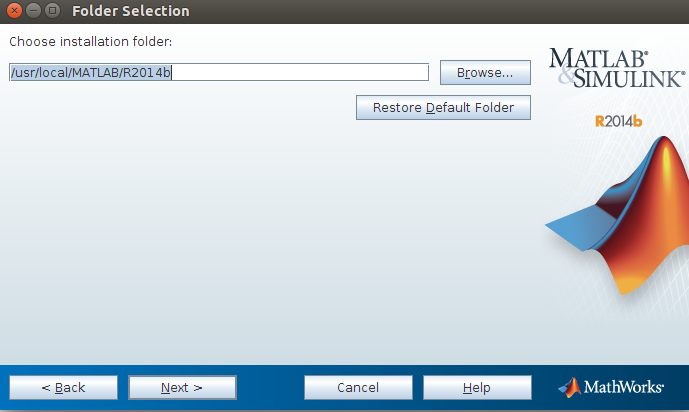 Folder Selection
Choose installation folder:
/usr/local/MATLAB/R2014b
Browse...
Restore Default Folder
MATLAB®
&SIMULINK®
R2014b
< Back
Next >
Cancel
Help
MathWorks®